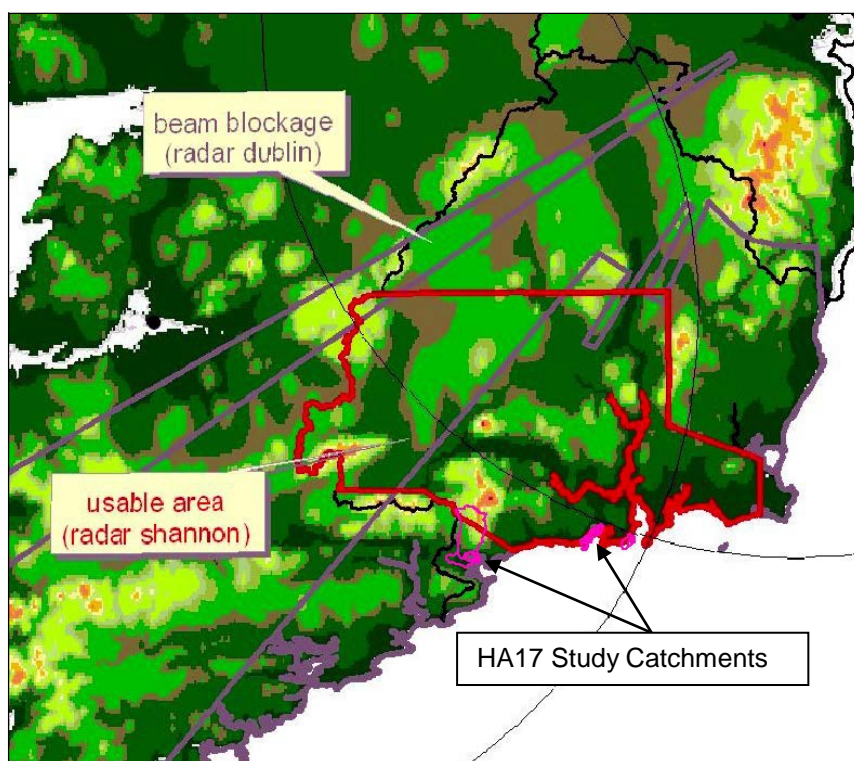 beam blockage
(radar dublin)
usable area
(radar shannon)
HA17 Study Catchments